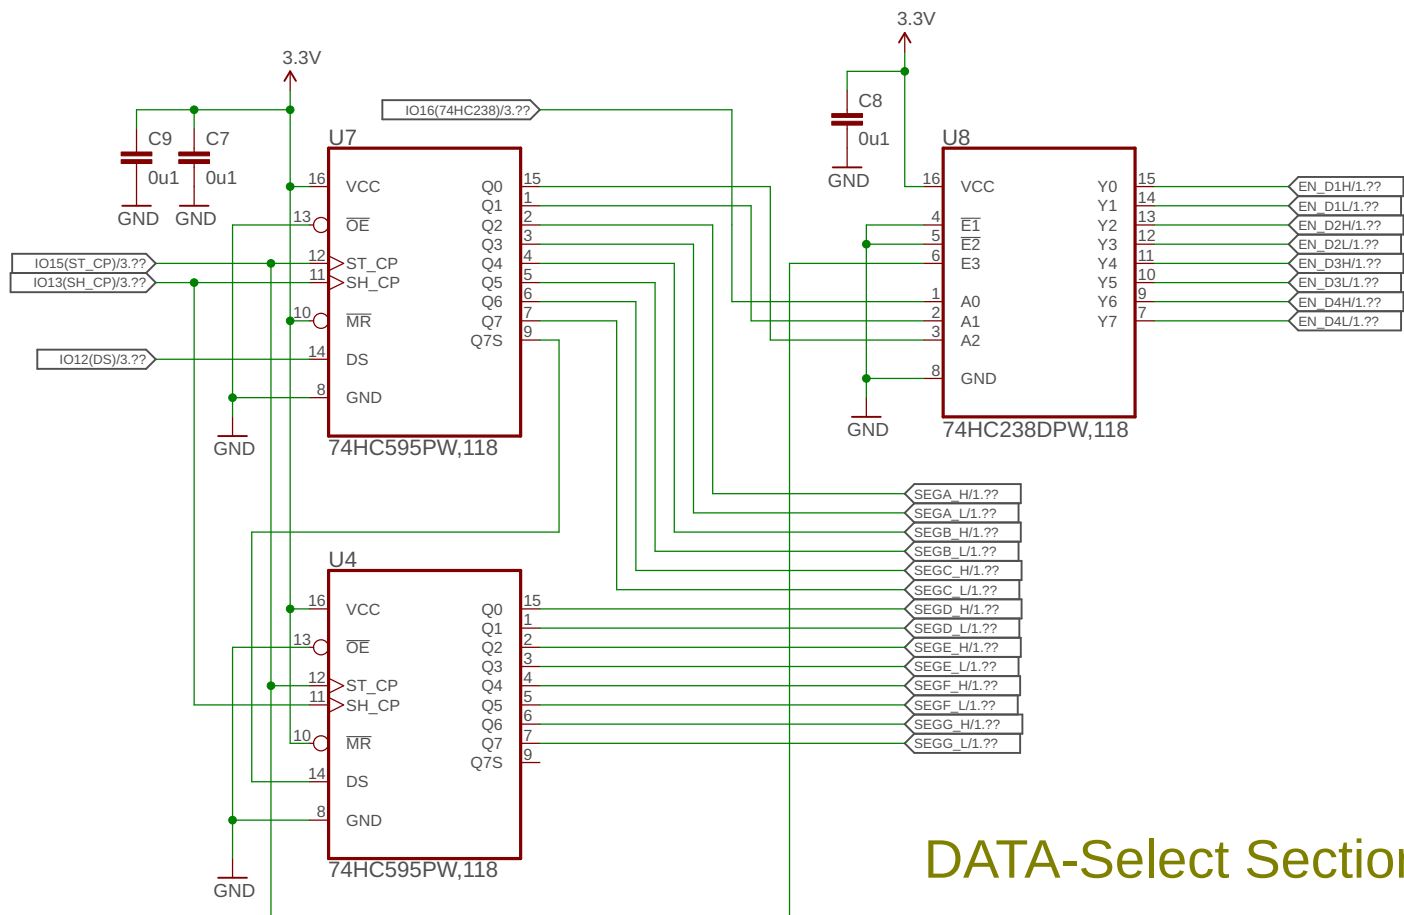 3.3V
C9
0u1
GND
C7
0u1
GND
IO16(74HC238)/3.??
IO15(ST_CP)/3.??
IO13(SH_CP)/3.??
IO12(DS)/3.??
GND
U7
16 VCC
13 OE
12 ST_CP
11 SH_CP
10 MR
14 DS
8 GND
Q0 15
Q1 1
Q2 2
Q3 3
Q4 4
Q5 5
Q6 6
Q7 7
Q7S 9
74HC595PW,118
3.3V
C8
0u1
GND
U8
16 VCC
4 E1
5 E2
6 E3
1 A0
2 A1
3 A2
8 GND
Y0 15
Y1 14
Y2 13
Y3 12
Y4 11
Y5 10
Y6 9
Y7 7
GND
74HC238DPW,118
EN_D1H/1.??
EN_D1L/1.??
EN_D2H/1.??
EN_D2L/1.??
EN_D3H/1.??
EN_D3L/1.??
EN_D4H/1.??
EN_D4L/1.??
U4
16 VCC
13 OE
12 ST_CP
11 SH_CP
10 MR
14 DS
8 GND
Q0 15
Q1 1
Q2 2
Q3 3
Q4 4
Q5 5
Q6 6
Q7 7
Q7S 9
74HC595PW,118
GND
SEGA_H/1.??
SEGA_L/1.??
SEGB_H/1.??
SEGB_L/1.??
SEGC_H/1.??
SEGC_L/1.??
SEGD_H/1.??
SEGD_L/1.??
SEGE_H/1.??
SEGE_L/1.??
SEGF_H/1.??
SEGF_L/1.??
SEGG_H/1.??
SEGG_L/1.??
DATA-Select Section